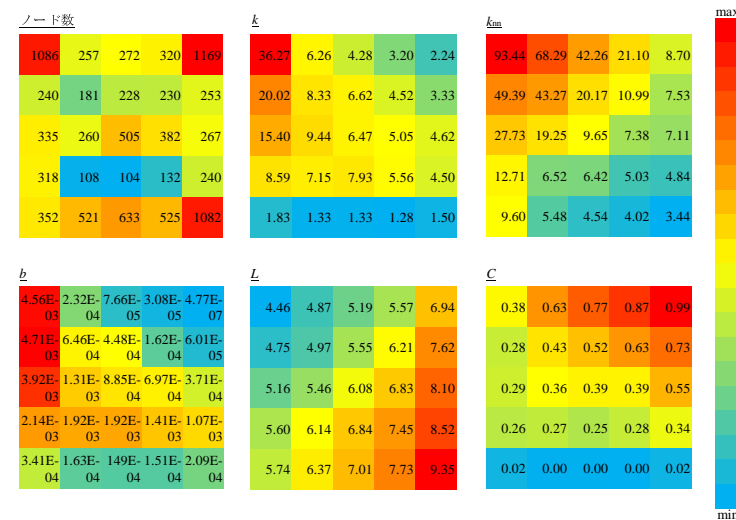 ノード数 k knn max
1086 257 272 320 1169 36.27 6.26 4.28 3.20 2.24 93.44 68.29 42.26 21.10 8.70
240 181 228 230 253 20.02 8.33 6.62 4.52 3.33 49.39 43.27 20.17 10.99 7.53
335 260 505 382 267 15.40 9.44 6.47 5.05 4.62 27.73 19.25 9.65 7.38 7.11
318 108 104 132 240 8.59 7.15 7.93 5.56 4.50 12.71 6.52 6.42 5.03 4.84
352 521 633 525 1082 1.83 1.33 1.33 1.28 1.50 9.60 5.48 4.54 4.02 3.44
b L C
4.56E-03 2.32E-04 7.66E-05 3.08E-05 4.77E-07 4.46 4.87 5.19 5.57 6.94 0.38 0.63 0.77 0.87 0.99
4.71E-03 6.46E-04 4.48E-04 1.62E-04 6.01E-05 4.75 4.97 5.55 6.21 7.62 0.28 0.43 0.52 0.63 0.73
3.92E-03 1.31E-03 8.85E-04 6.97E-04 3.71E-04 5.16 5.46 6.08 6.83 8.10 0.29 0.36 0.39 0.39 0.55
2.14E-03 1.92E-03 1.92E-03 1.41E-03 1.07E-03 5.60 6.14 6.84 7.45 8.52 0.26 0.27 0.25 0.28 0.34
3.41E-04 1.63E-04 149E-04 1.51E-04 2.09E-04 5.74 6.37 7.01 7.73 9.35 0.02 0.00 0.00 0.00 0.02
min